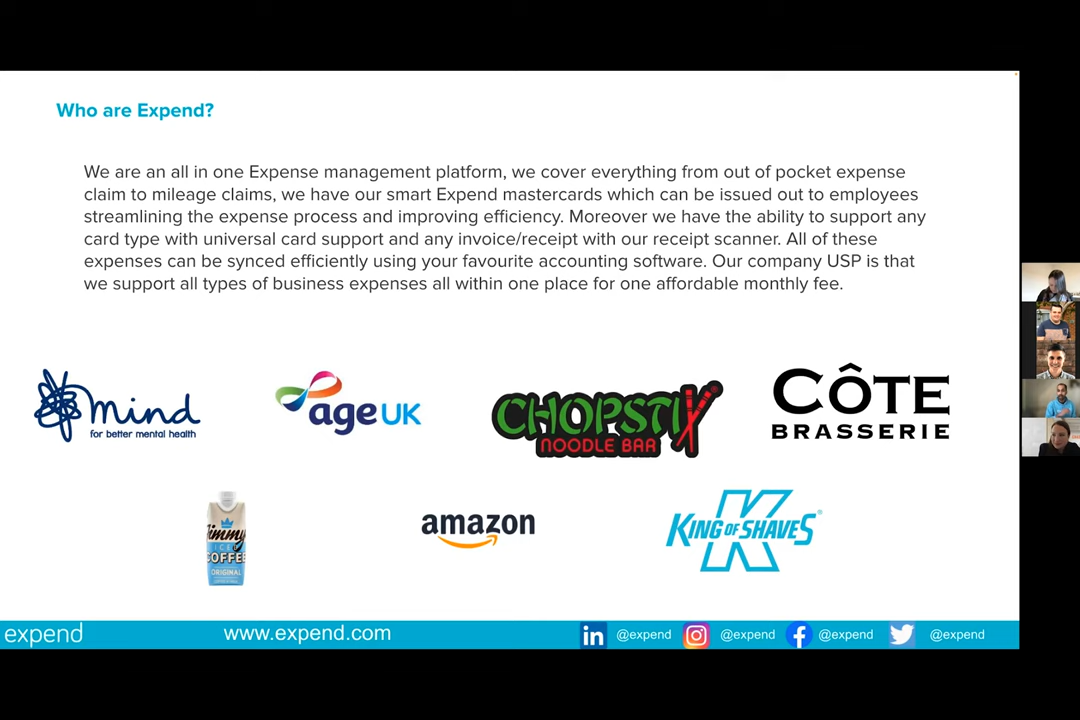 Who are Expend?
We are an all in one Expense management platform, we cover everything from out of pocket expense
claim to mileage claims, we have our smart Expend mastercards which can be issued out to employees
streamlining the expense process and improving efficiency. Moreover we have the ability to support any
card type with universal card support and any invoice/receipt with our receipt scanner. All of these
expenses can be synced efficiently using your favourite accounting software. Our company USP is that
we support all types of business expenses all within one place for one affordable monthly fee.
mind
for better mental health
age UK
CHOPSTIX
NOODLE BAR
CÔTE
BRASSERIE
Jimmy's
ICED
COFFEE
ORIGINAL
amazon
K
KING OF SHAVES®
expend
www.expend.com
in @expend
@expend
f @expend
@expend